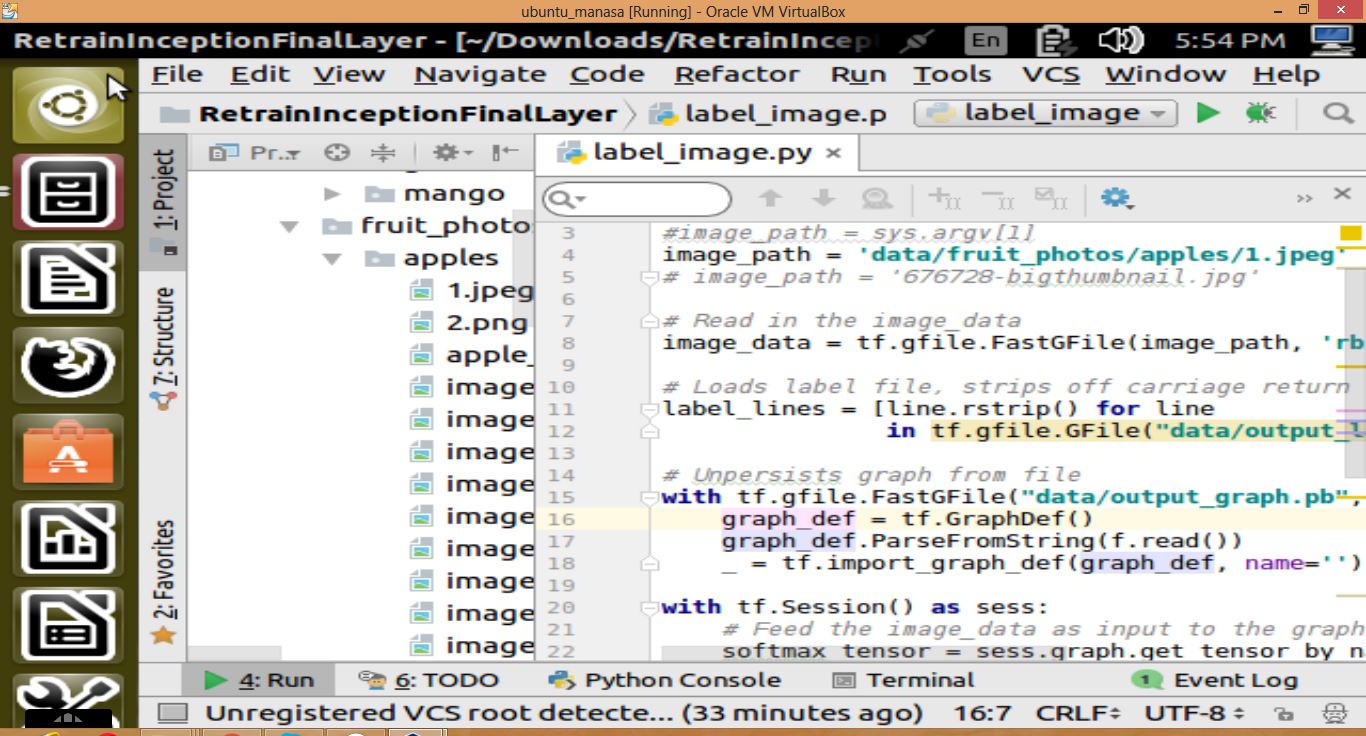 ubuntu_manasa [Running] - Oracle VM VirtualBox
RetrainInceptionFinalLayer - [~/Downloads/RetrainIncep En 5:54 PM
File Edit View Navigate Code Refactor Run Tools VCS Window Help
RetrainInceptionFinalLayer label_image.p label_image
1: Project
7: Structure
2: Favorites
Pr...
mango
fruit_photo
apples
1.jpeg
2.png
apple_
image
image
image
image
image
image
image
image
image
label_image.py
3 #image_path = sys.argv[1]
4 image_path = 'data/fruit_photos/apples/1.jpeg'
5 # image_path = '676728-bigthumbnail.jpg'
6
7 # Read in the image_data
8 image_data = tf.gfile.FastGFile(image_path, 'rb
9
10 # Loads label file, strips off carriage return
11 label_lines = [line.rstrip() for line
12 in tf.gfile.GFile("data/output_l
13
14 # Unpersists graph from file
15 with tf.gfile.FastGFile("data/output_graph.pb",
16 graph_def = tf.GraphDef()
17 graph_def.ParseFromString(f.read())
18 _ = tf.import_graph_def(graph_def, name='')
19
20 with tf.Session() as sess:
21 # Feed the image_data as input to the graph
22 softmax_tensor = sess.graph.get_tensor_by_n
4: Run 6: TODO Python Console Terminal 1 Event Log
Unregistered VCS root detecte... (33 minutes ago) 16:7 CRLF UTF-8